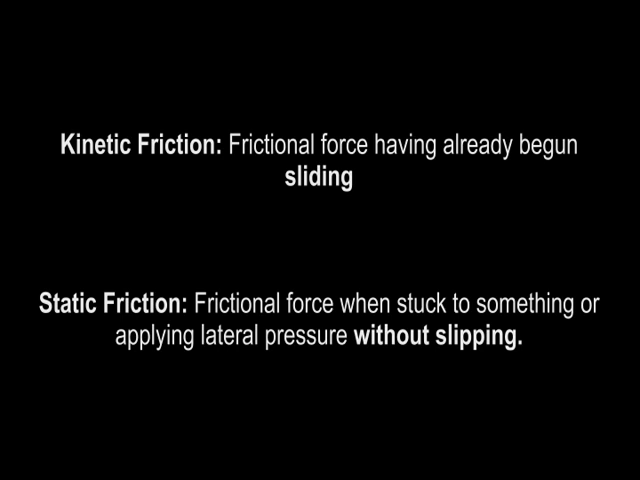 Kinetic Friction: Frictional force having already begun
sliding
Static Friction: Frictional force when stuck to something or
applying lateral pressure without slipping.